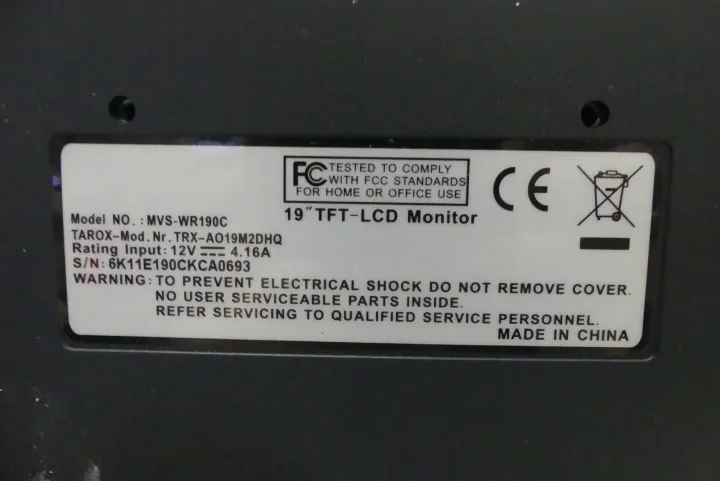 FC TESTED TO COMPLY
WITH FCC STANDARDS
FOR HOME OR OFFICE USE
CE
19″TFT-LCD Monitor
Model NO. : MVS-WR190C
TAROX-Mod. Nr. TRX-AO19M2DHQ
Rating Input: 12V 4.16A
S/N: 6K11E190CKCA0693
WARNING: TO PREVENT ELECTRICAL SHOCK DO NOT REMOVE COVER.
NO USER SERVICEABLE PARTS INSIDE.
REFER SERVICING TO QUALIFIED SERVICE PERSONNEL.
MADE IN CHINA